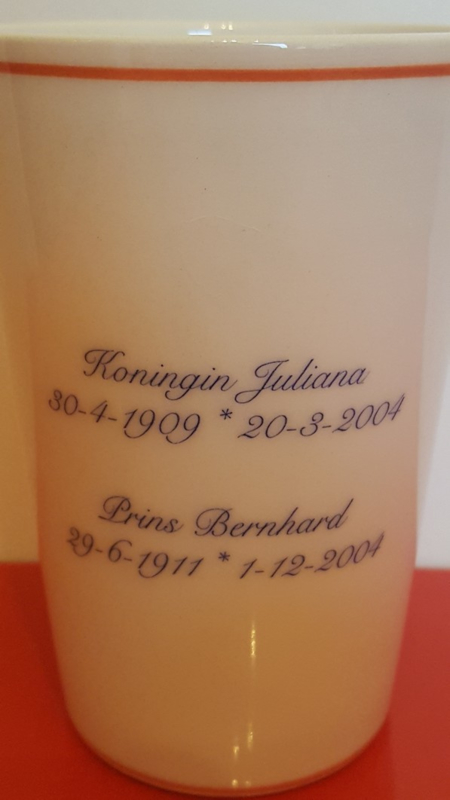 Koningin Juliana
30-4-1909 * 20-3-2004
Prins Bernhard
29-6-1911 * 1-12-2004